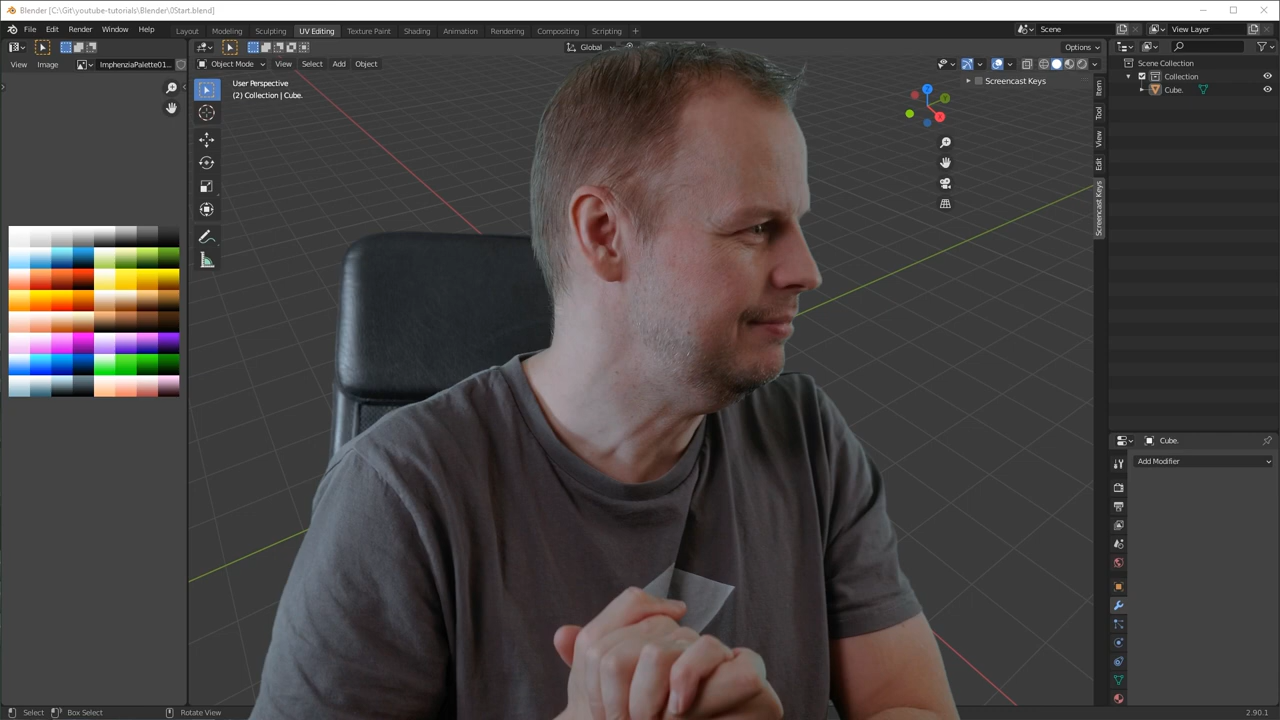 Blender [C:\Git\youtube-tutorials\Blender\0Start.blend]
File Edit Render Window Help
Layout Modeling Sculpting UV Editing Texture Paint Shading Animation Rendering Compositing Scripting +
Scene
View Layer
Global
Options
View Image
ImphenziaPalette01...
Object Mode View Select Add Object
User Perspective
(2) Collection | Cube.
Screencast Keys
Item
Tool
View
Edit
Screencast Keys
Scene Collection
Collection
Cube.
Cube.
Add Modifier
Select
Box Select
Rotate View
2.90.1